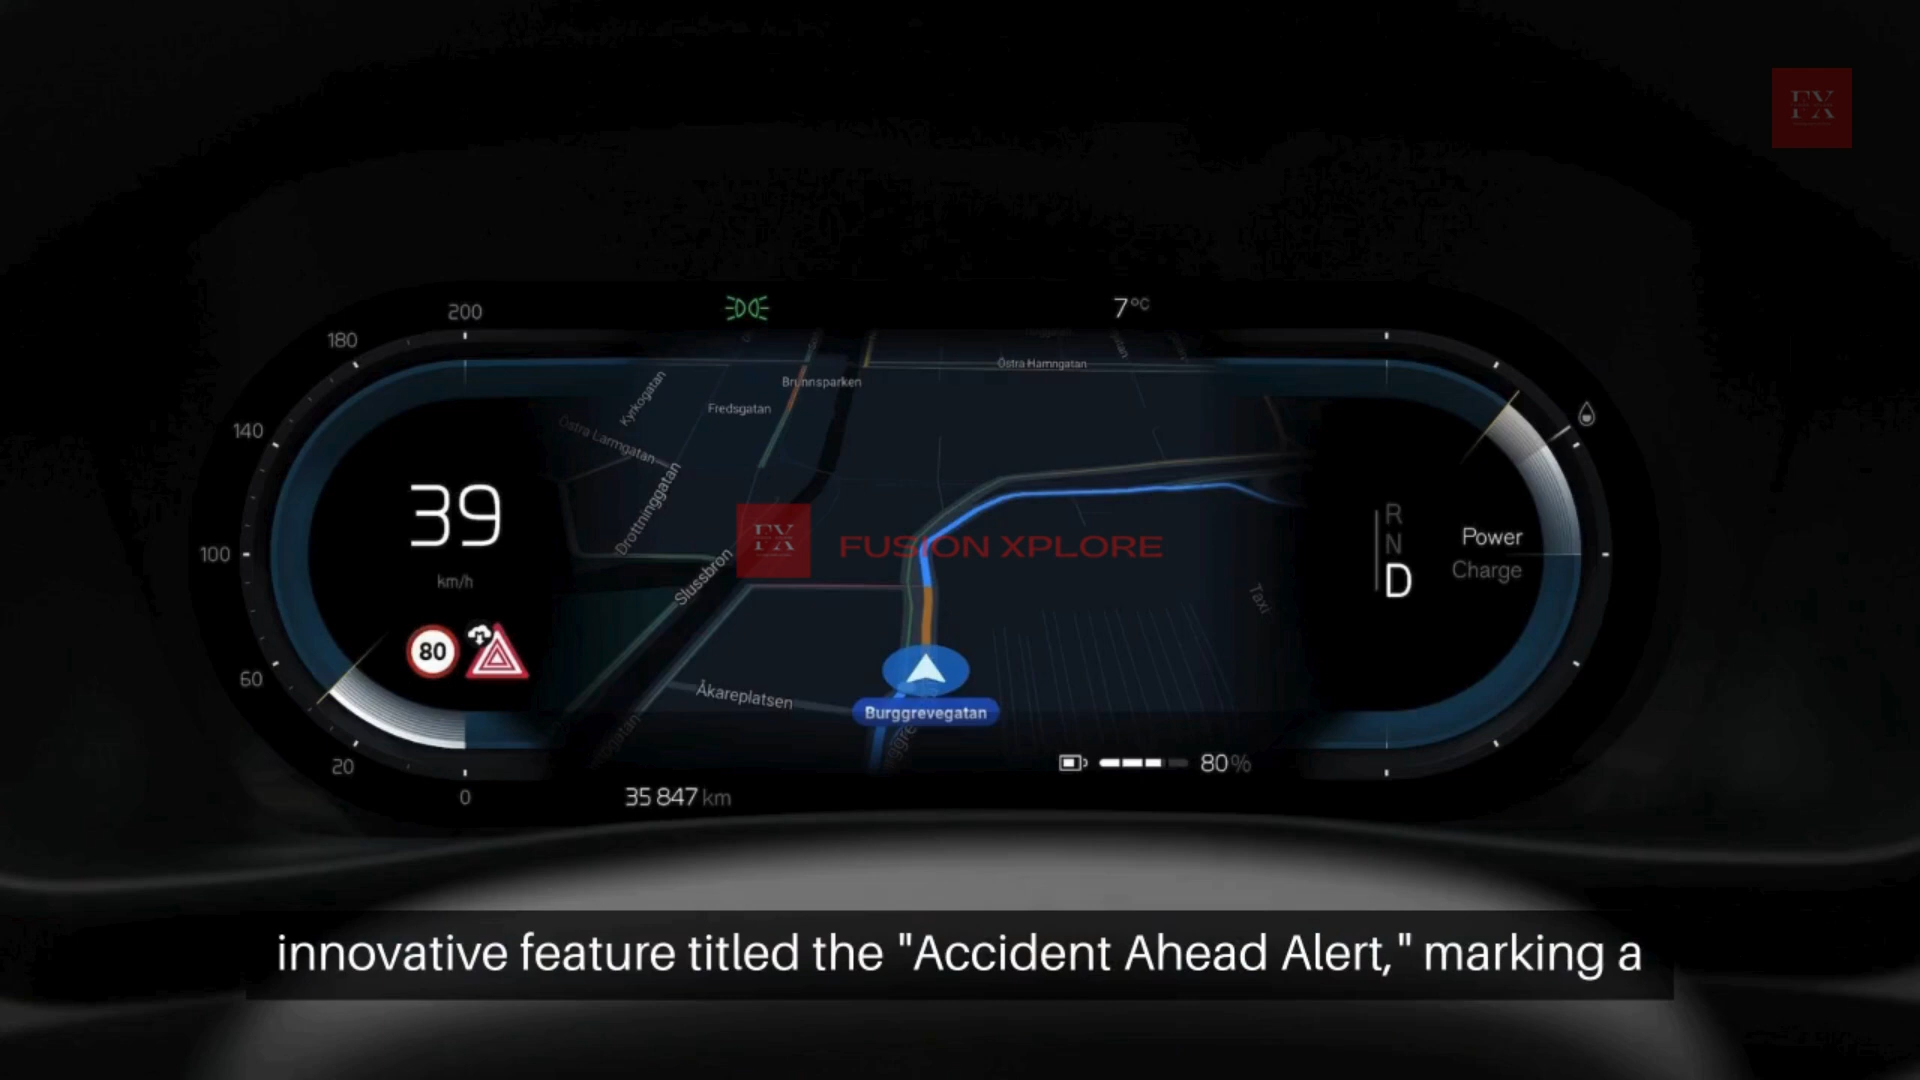 FX
200
7°C
180
Östra Hamngatan
Brunnsparken
Kyrkogatan
Fredsgatan
140
Östra Larmgatan
Drottninggatan
39
km/h
R
N
D
Power
Charge
FX
FUSION XPLORE
100
Slussbron
Taxi
80
60
Åkareplatsen
Burggrevegatan
20
80%
0
35 847 km
innovative feature titled the "Accident Ahead Alert," marking a